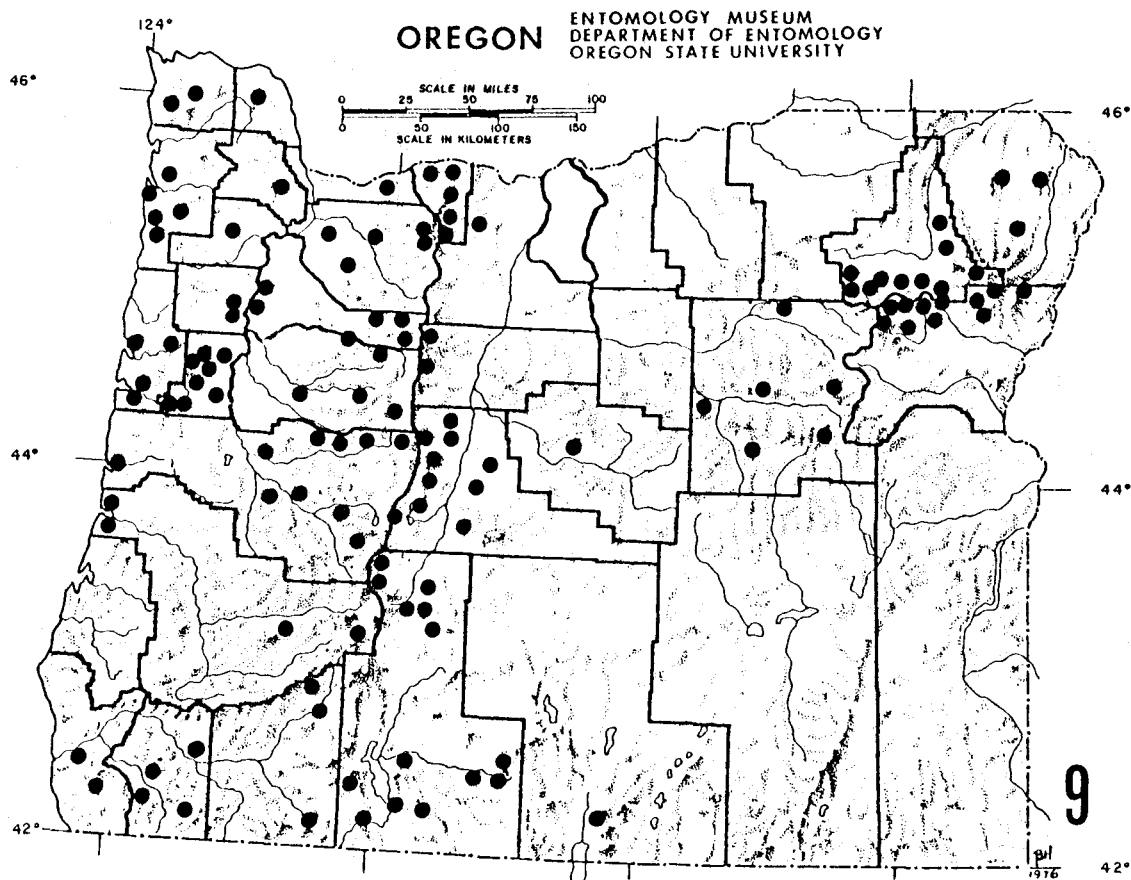 OREGON
ENTOMOLOGY MUSEUM
DEPARTMENT OF ENTOMOLOGY
OREGON STATE UNIVERSITY
124°
46°
SCALE IN MILES
0 25 50 75 100
0 50 100 150
SCALE IN KILOMETERS
46°
44°
44°
42°
9
BH
1976
42°